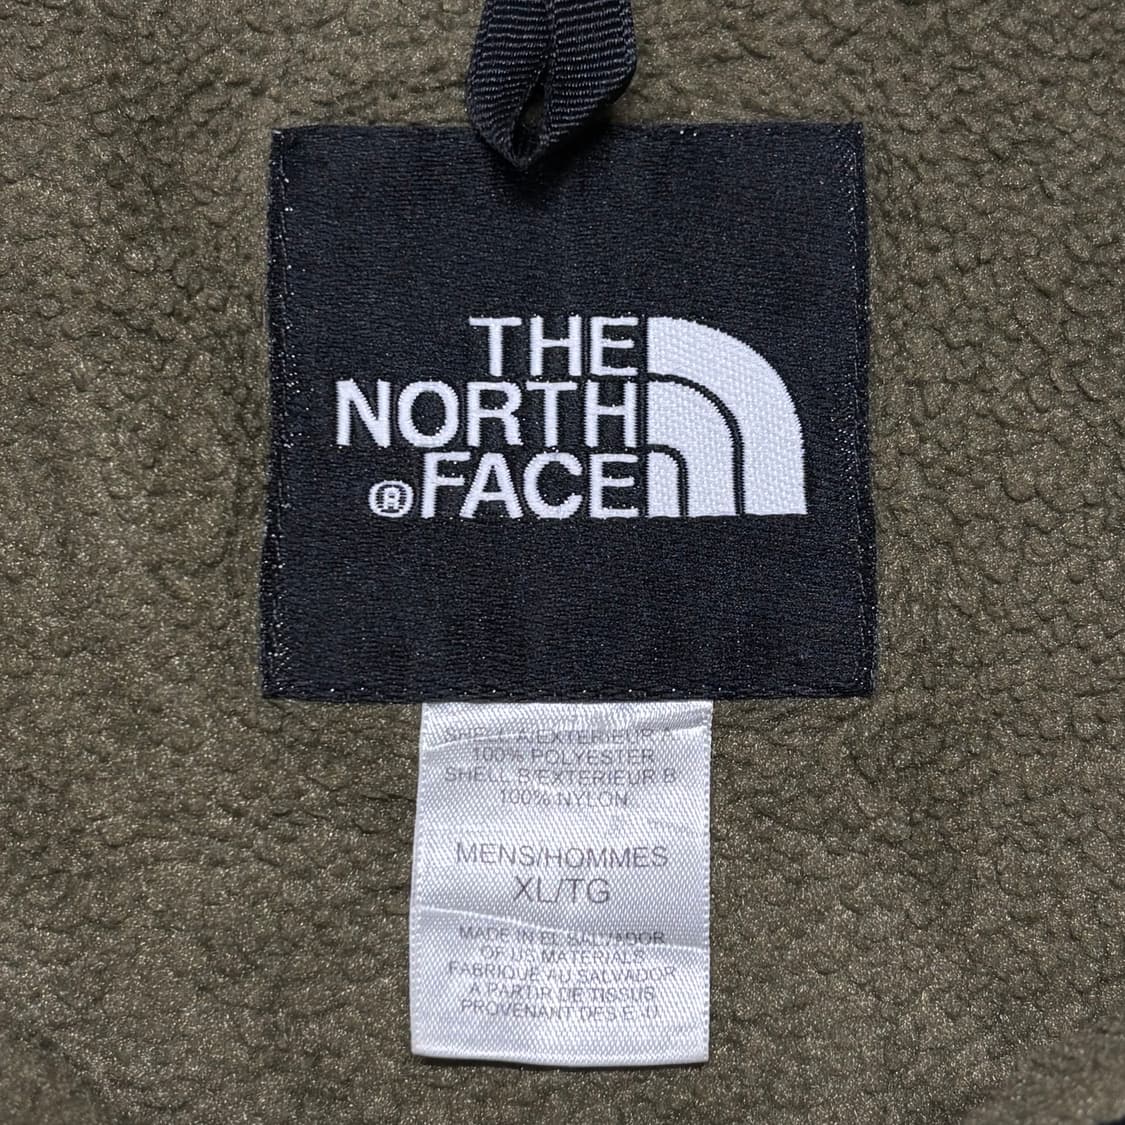 THE
NORTH
®FACE
SHELL A/EXTERIEUR A
100% POLYESTER
SHELL B/EXTERIEUR B
100% NYLON
MENS/HOMMES
XL/TG
MADE IN EL SALVADOR
OF US MATERIALS
FABRIQUE AU SALVADOR
A PARTIR DE TISSUS
PROVENANT DES E.-U.